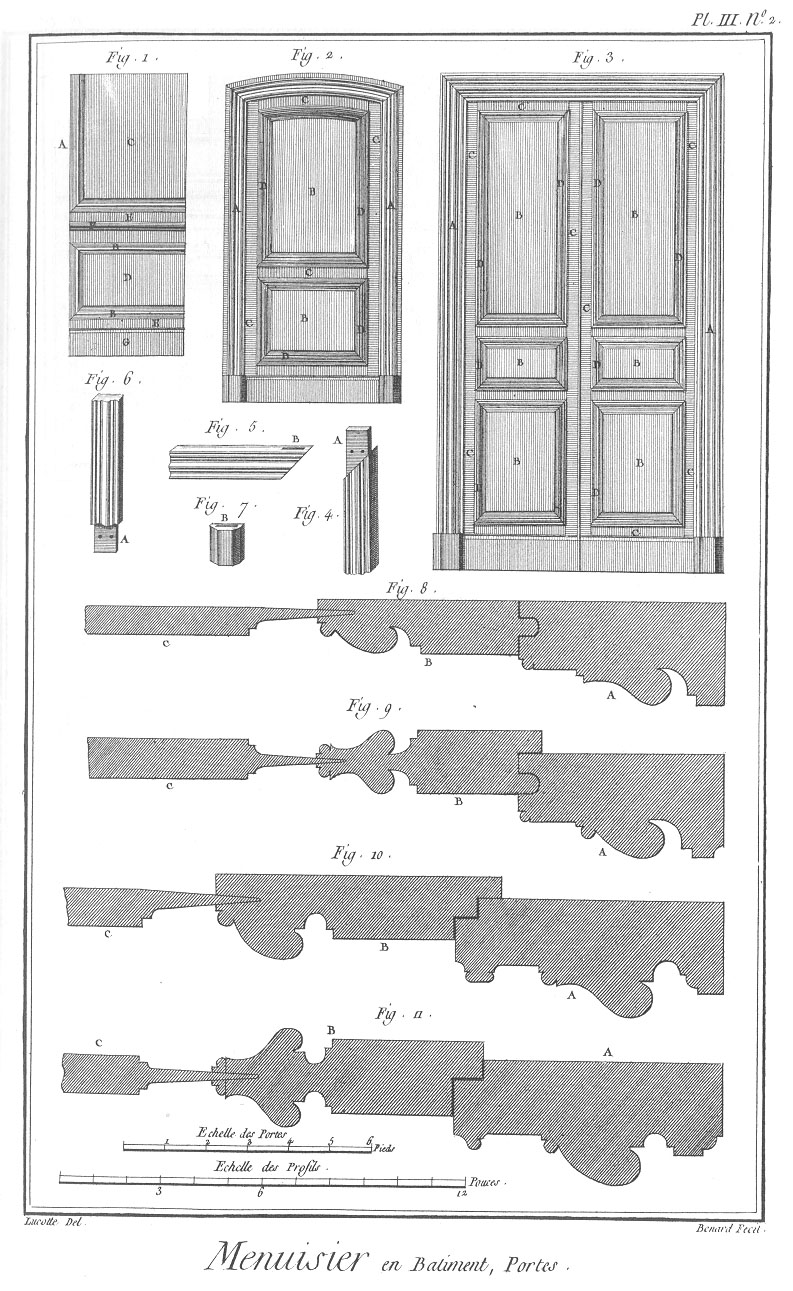 Pl. III. Nº. 2.
Fig. 1.
Fig. 2.
Fig. 3.
A
C
E
F
B
D
B
E
G
C
C
D
B
D
A
A
C
C
B
D
D
C
C
C
D
D
B
B
D
D
A
C
C
A
D
B
D
B
C
D
B
D
B
C
C
Fig. 6.
A
Fig. 5.
B
Fig. 7.
B
Fig. 4.
A
Fig. 8.
C
B
A
Fig. 9.
C
B
A
Fig. 10.
C
B
A
Fig. 11.
C
B
A
Echelle des Portes
1 2 3 4 5 6 Pieds
Echelle des Profils.
3 6 12 Pouces.
Lucotte Del.
Benard Fecit.
Menuisier en Batiment, Portes.